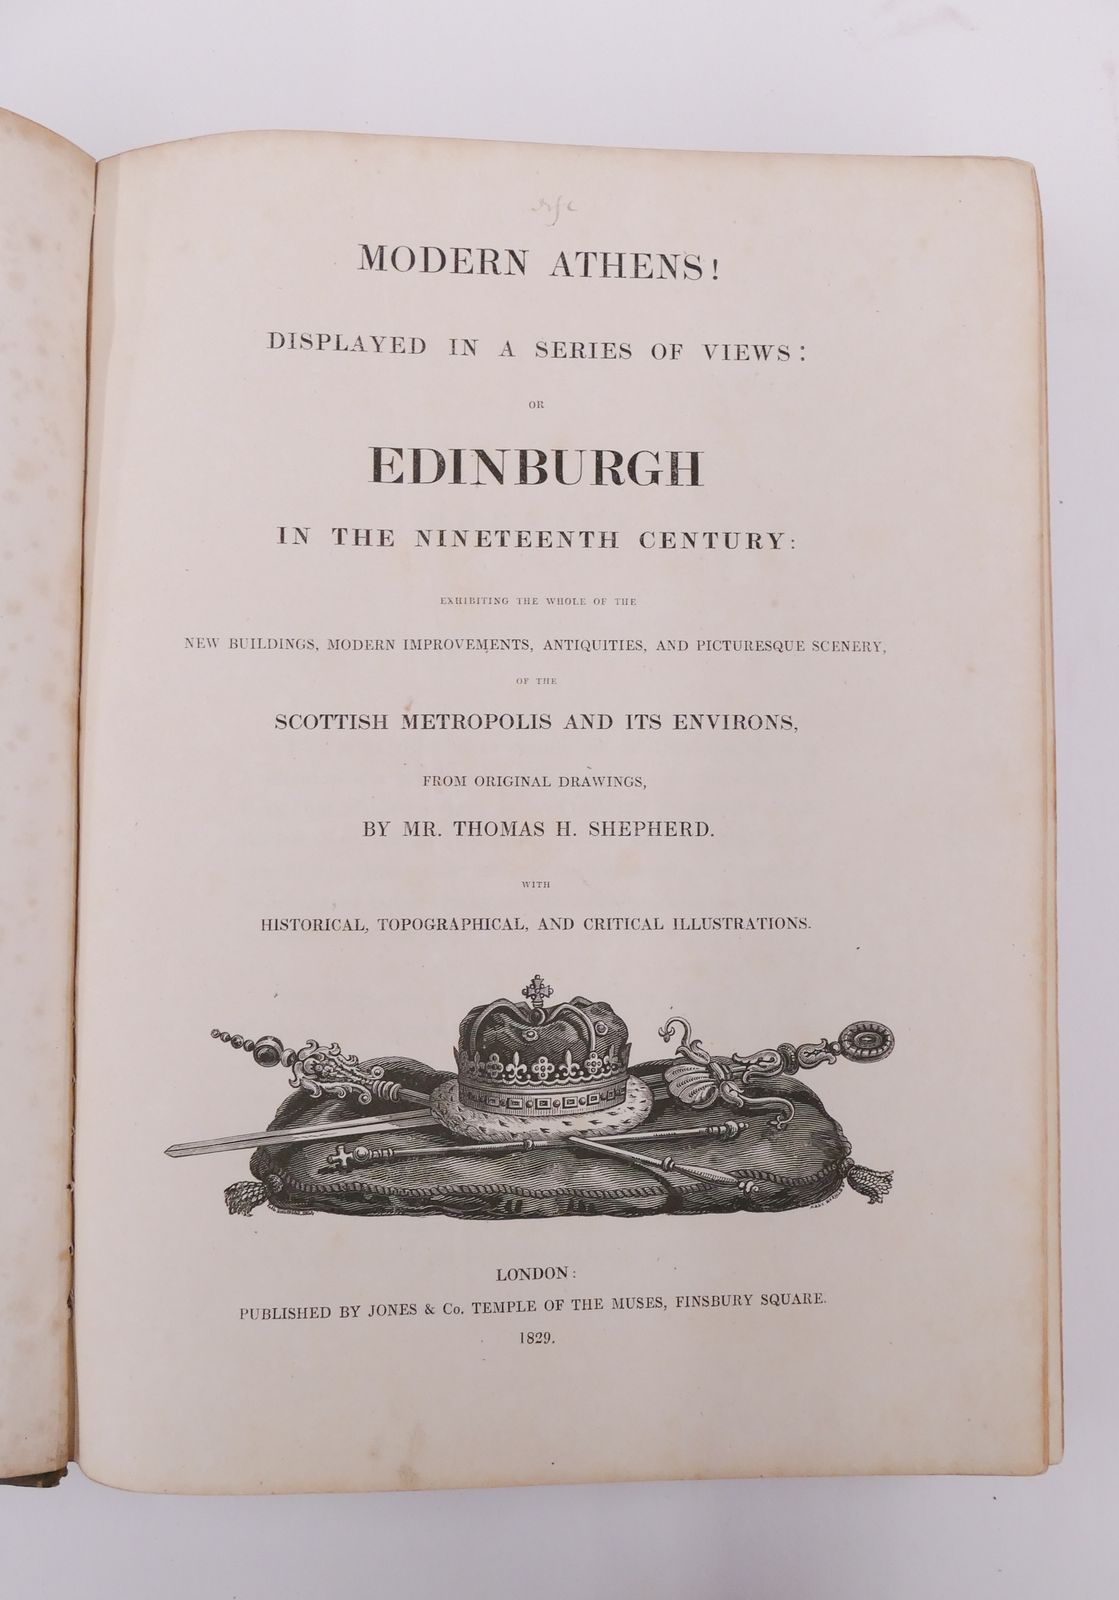 MODERN ATHENS!
DISPLAYED IN A SERIES OF VIEWS:
OR
EDINBURGH
IN THE NINETEENTH CENTURY:
EXHIBITING THE WHOLE OF THE
NEW BUILDINGS, MODERN IMPROVEMENTS, ANTIQUITIES, AND PICTURESQUE SCENERY,
OF THE
SCOTTISH METROPOLIS AND ITS ENVIRONS,
FROM ORIGINAL DRAWINGS,
BY MR. THOMAS H. SHEPHERD.
WITH
HISTORICAL, TOPOGRAPHICAL, AND CRITICAL ILLUSTRATIONS.
LONDON:
PUBLISHED BY JONES & Co. TEMPLE OF THE MUSES, FINSBURY SQUARE.
1829.